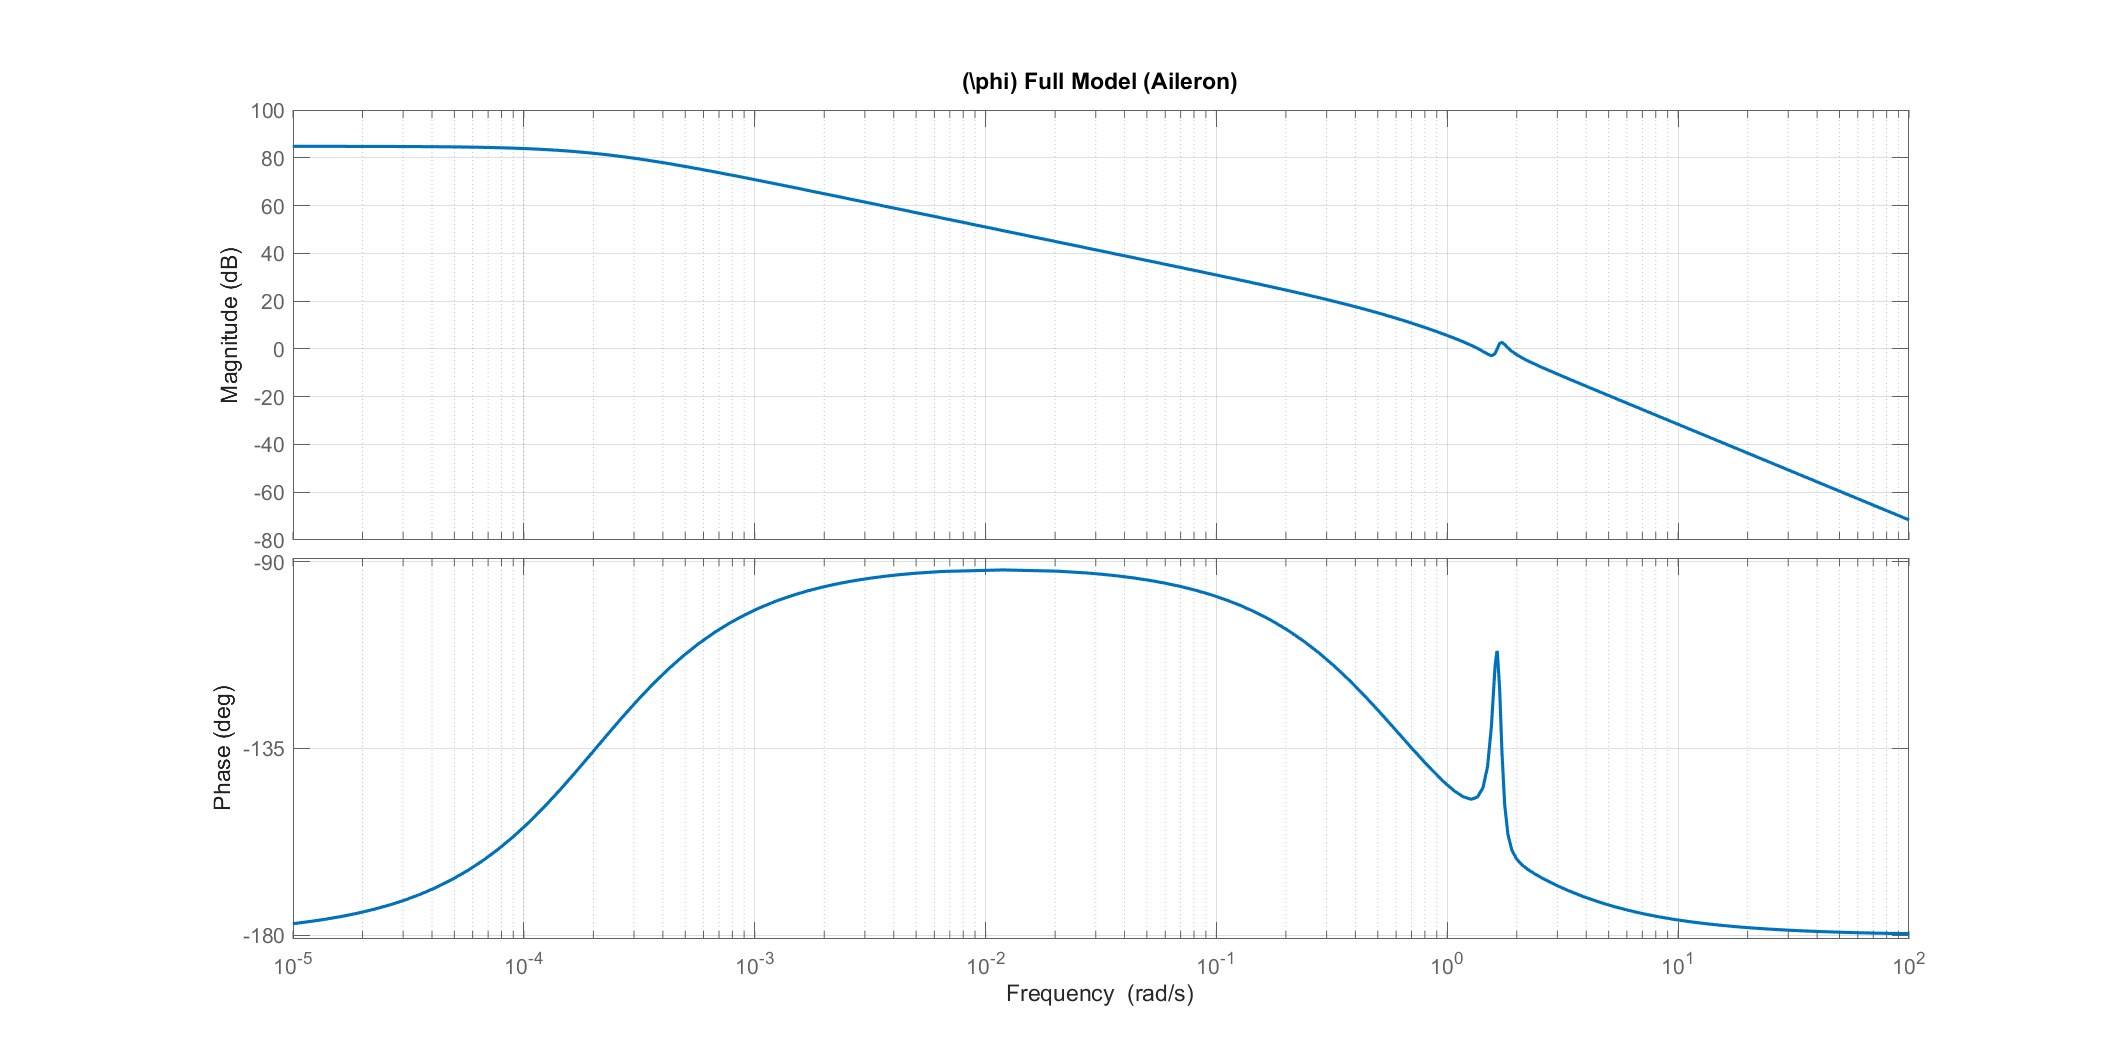 (\phi) Full Model (Aileron)
Magnitude (dB)
100
80
60
40
20
0
-20
-40
-60
-80
Phase (deg)
-90
-135
-180
10^-5 10^-4 10^-3 10^-2 10^-1 10^0 10^1 10^2
Frequency (rad/s)